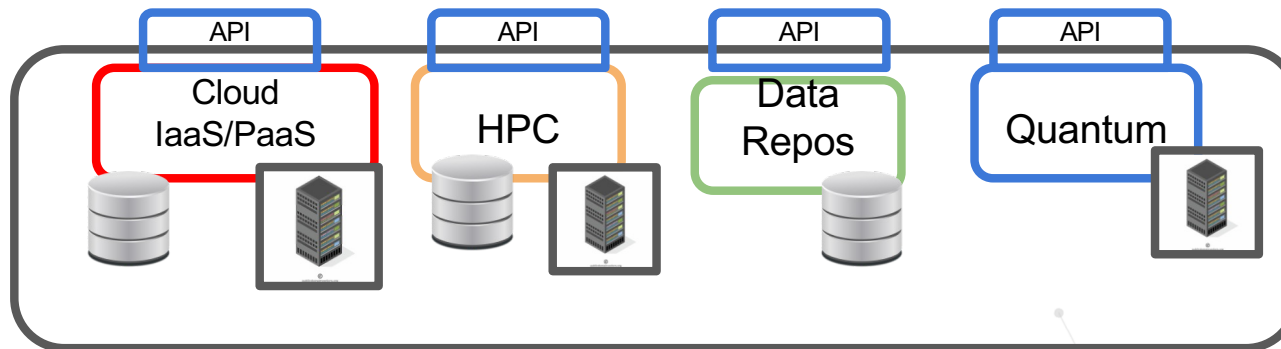 API
API
API
API
Cloud
IaaS/PaaS
HPC
Data
Repos
Quantum